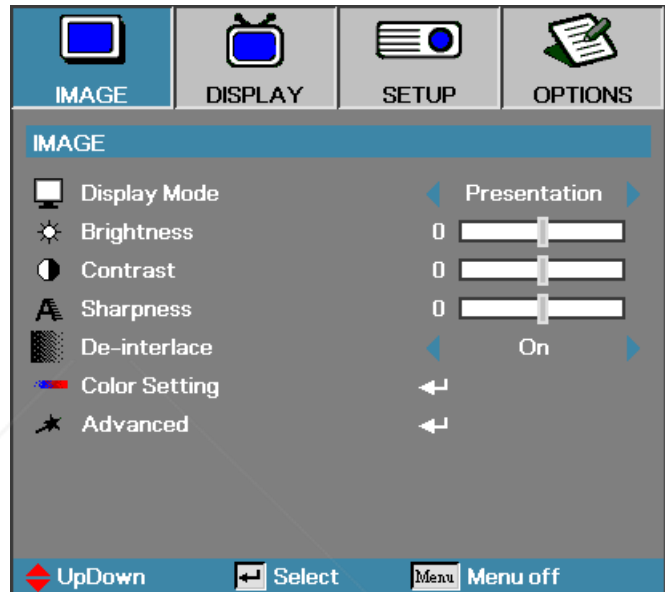 IMAGE DISPLAY SETUP OPTIONS
IMAGE
Display Mode Presentation
Brightness 0
Contrast 0
Sharpness 0
De-interlace On
Color Setting
Advanced
UpDown Select Menu Menu off